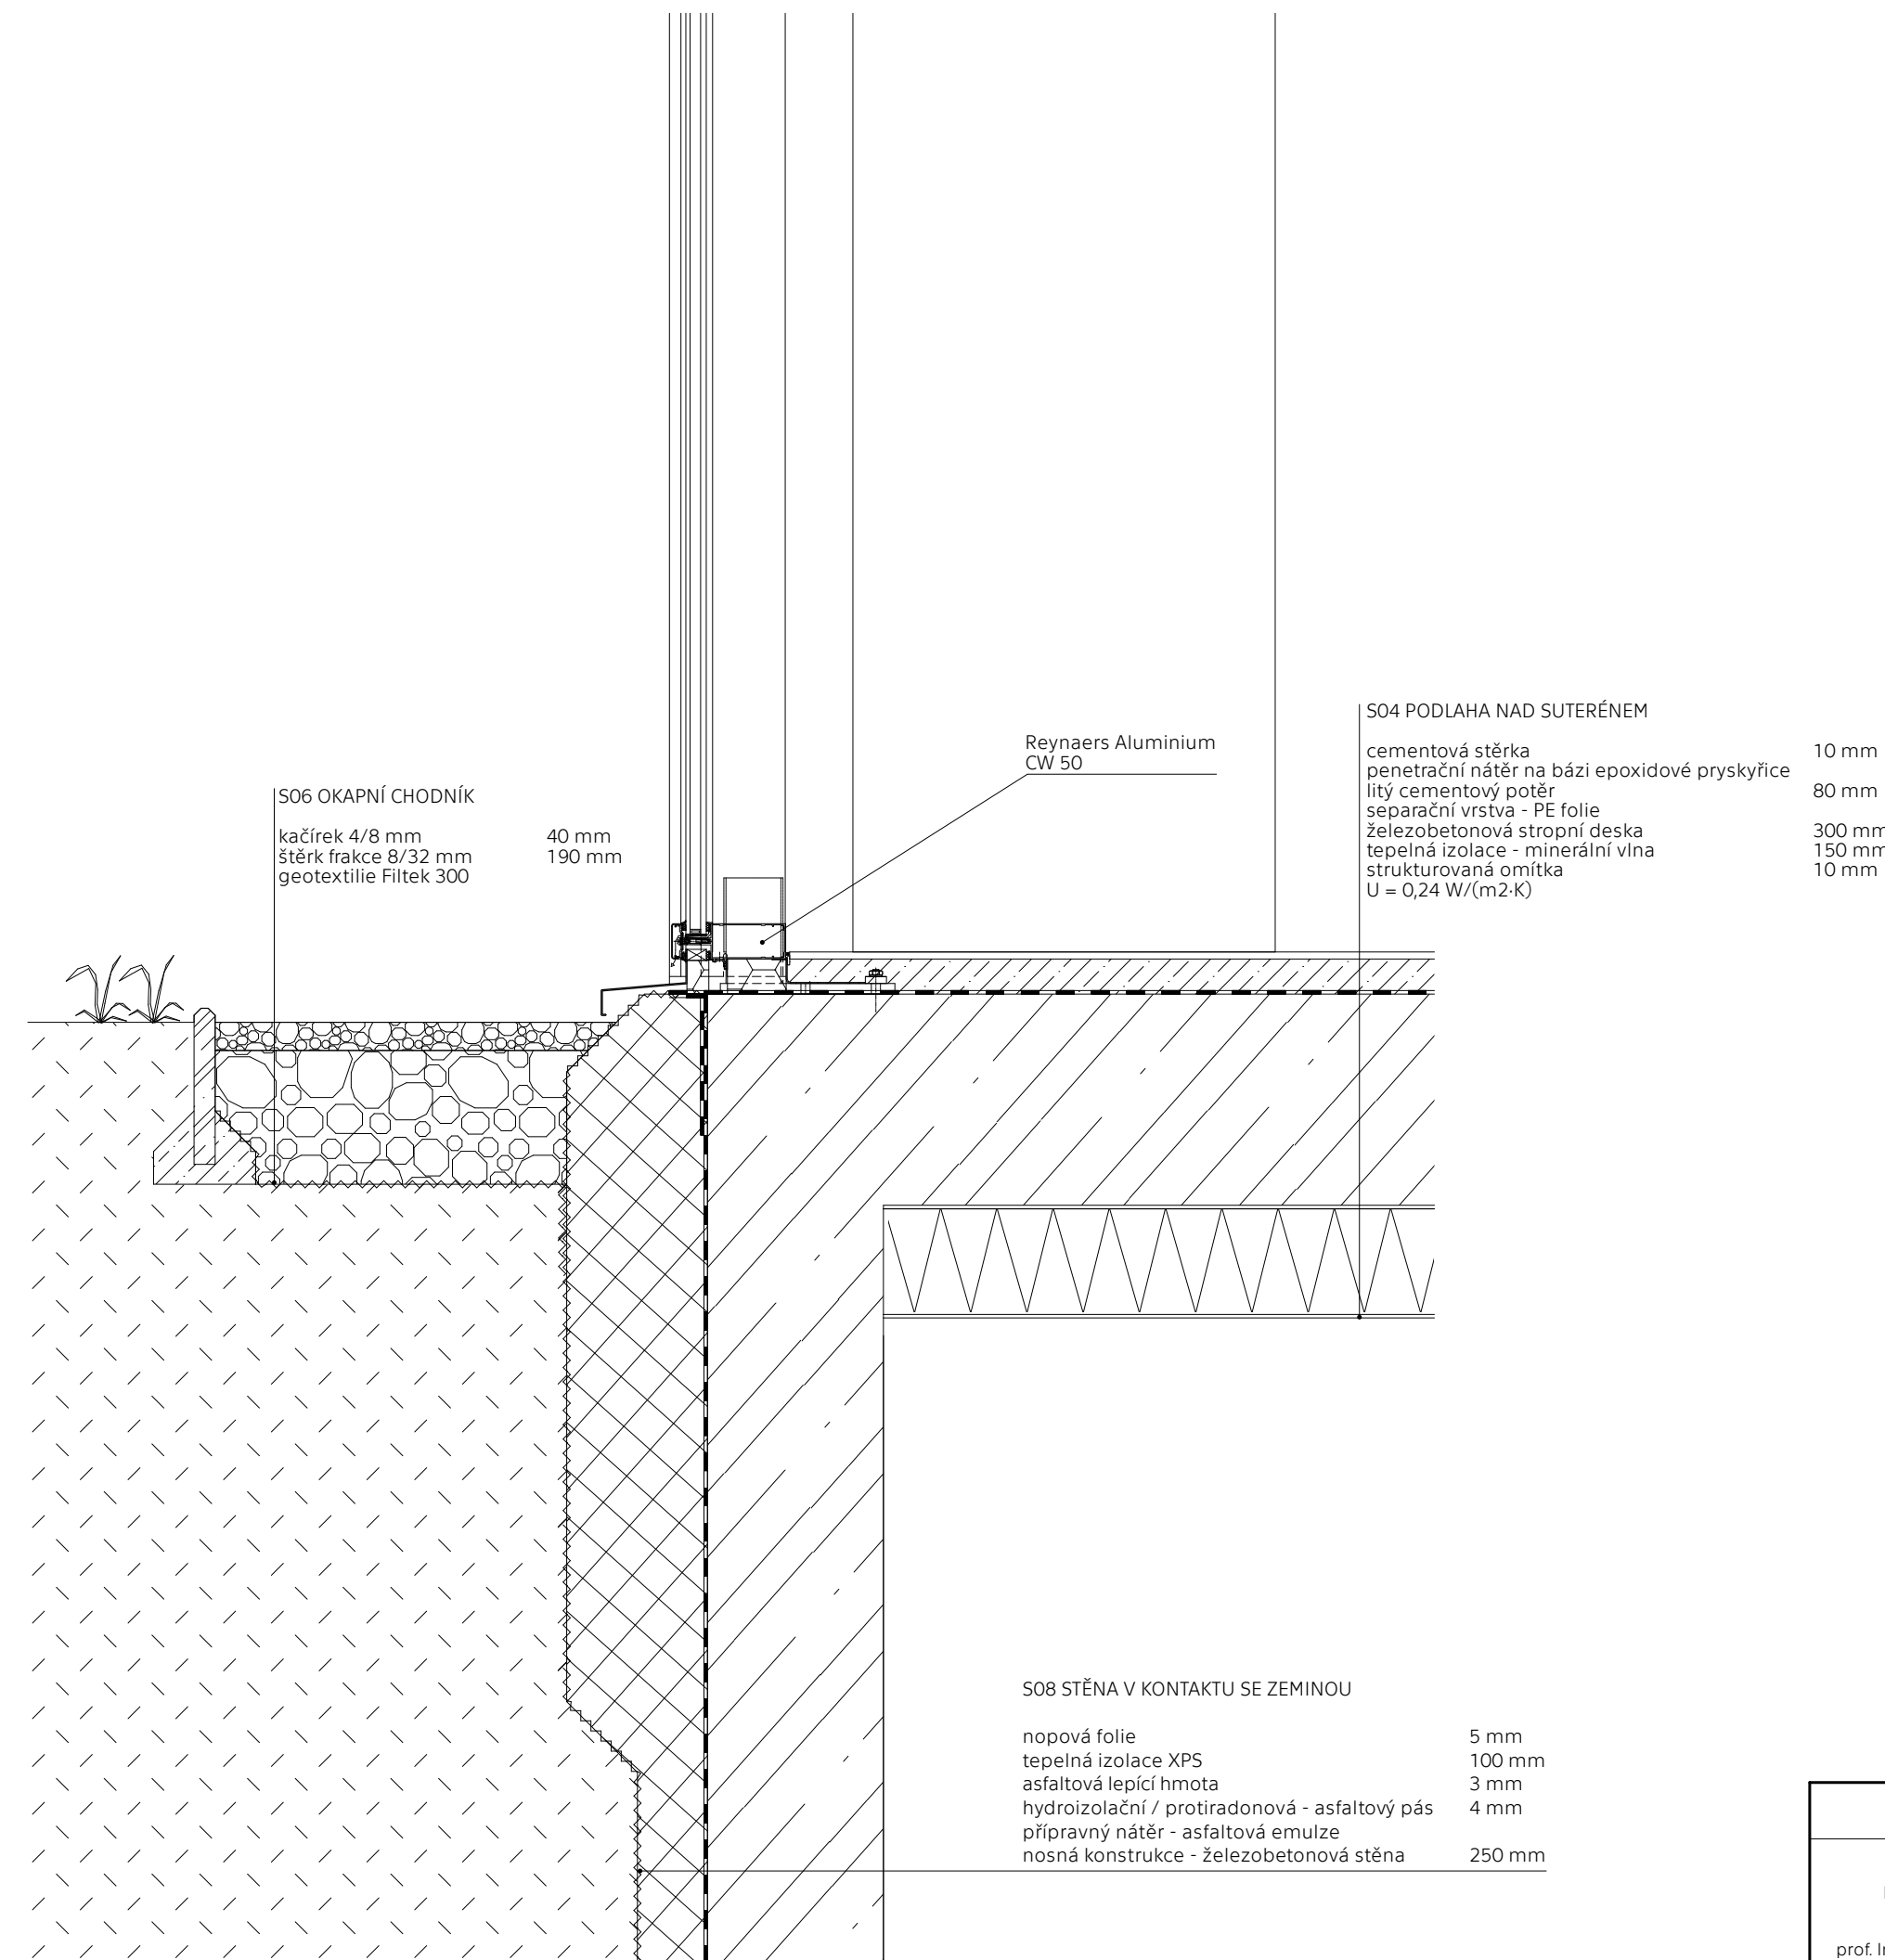 S04 PODLAHA NAD SUTERÉNEM
cementová stěrka 10 mm
penetrační nátěr na bázi epoxidové pryskyřice
litý cementový potěr 80 mm
separační vrstva - PE folie
železobetonová stropní deska 300 mm
tepelná izolace - minerální vlna 150 mm
strukturovaná omítka 10 mm
U = 0,24 W/(m2·K)
Reynaers Aluminium
CW 50
S06 OKAPNÍ CHODNÍK
kačírek 4/8 mm 40 mm
štěrk frakce 8/32 mm 190 mm
geotextilie Filtek 300
S08 STĚNA V KONTAKTU SE ZEMINOU
nopová folie 5 mm
tepelná izolace XPS 100 mm
asfaltová lepící hmota 3 mm
hydroizolační / protiradonová - asfaltový pás 4 mm
přípravný nátěr - asfaltová emulze
nosná konstrukce - železobetonová stěna 250 mm
prof.